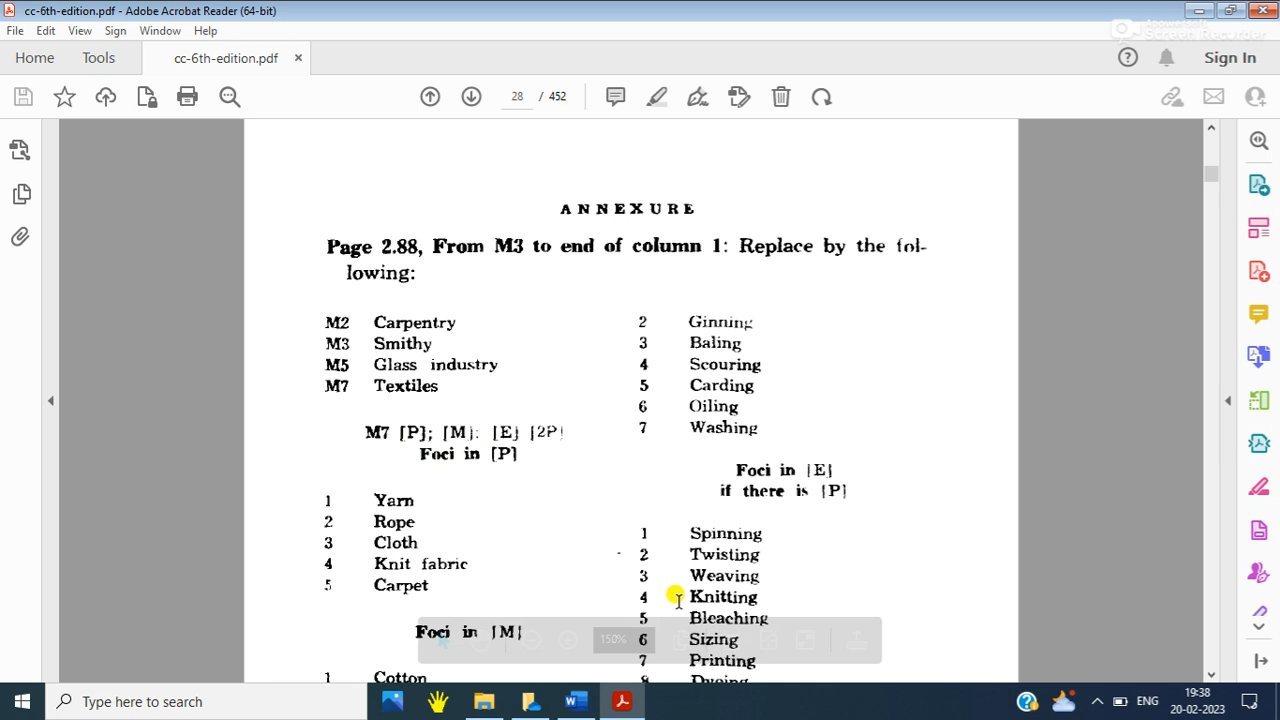 cc-6th-edition.pdf - Adobe Acrobat Reader (64-bit)
File Edit View Sign Window Help
Screen Recorder
Home Tools cc-6th-edition.pdf × Sign In
28 / 452
ANNEXURE
Page 2.88, From M3 to end of column 1: Replace by the fol-
lowing:
M2 Carpentry
M3 Smithy
M5 Glass industry
M7 Textiles
M7 [P]; [M]: [E] [2P]
Foci in [P]
1 Yarn
2 Rope
3 Cloth
4 Knit fabric
5 Carpet
Foci in [M]
1 Cotton
2 Ginning
3 Baling
4 Scouring
5 Carding
6 Oiling
7 Washing
Foci in [E]
if there is [P]
1 Spinning
2 Twisting
3 Weaving
4 Knitting
5 Bleaching
6 Sizing
7 Printing
8 Dyeing
150%
Type here to search
ENG
19:38
20-02-2023